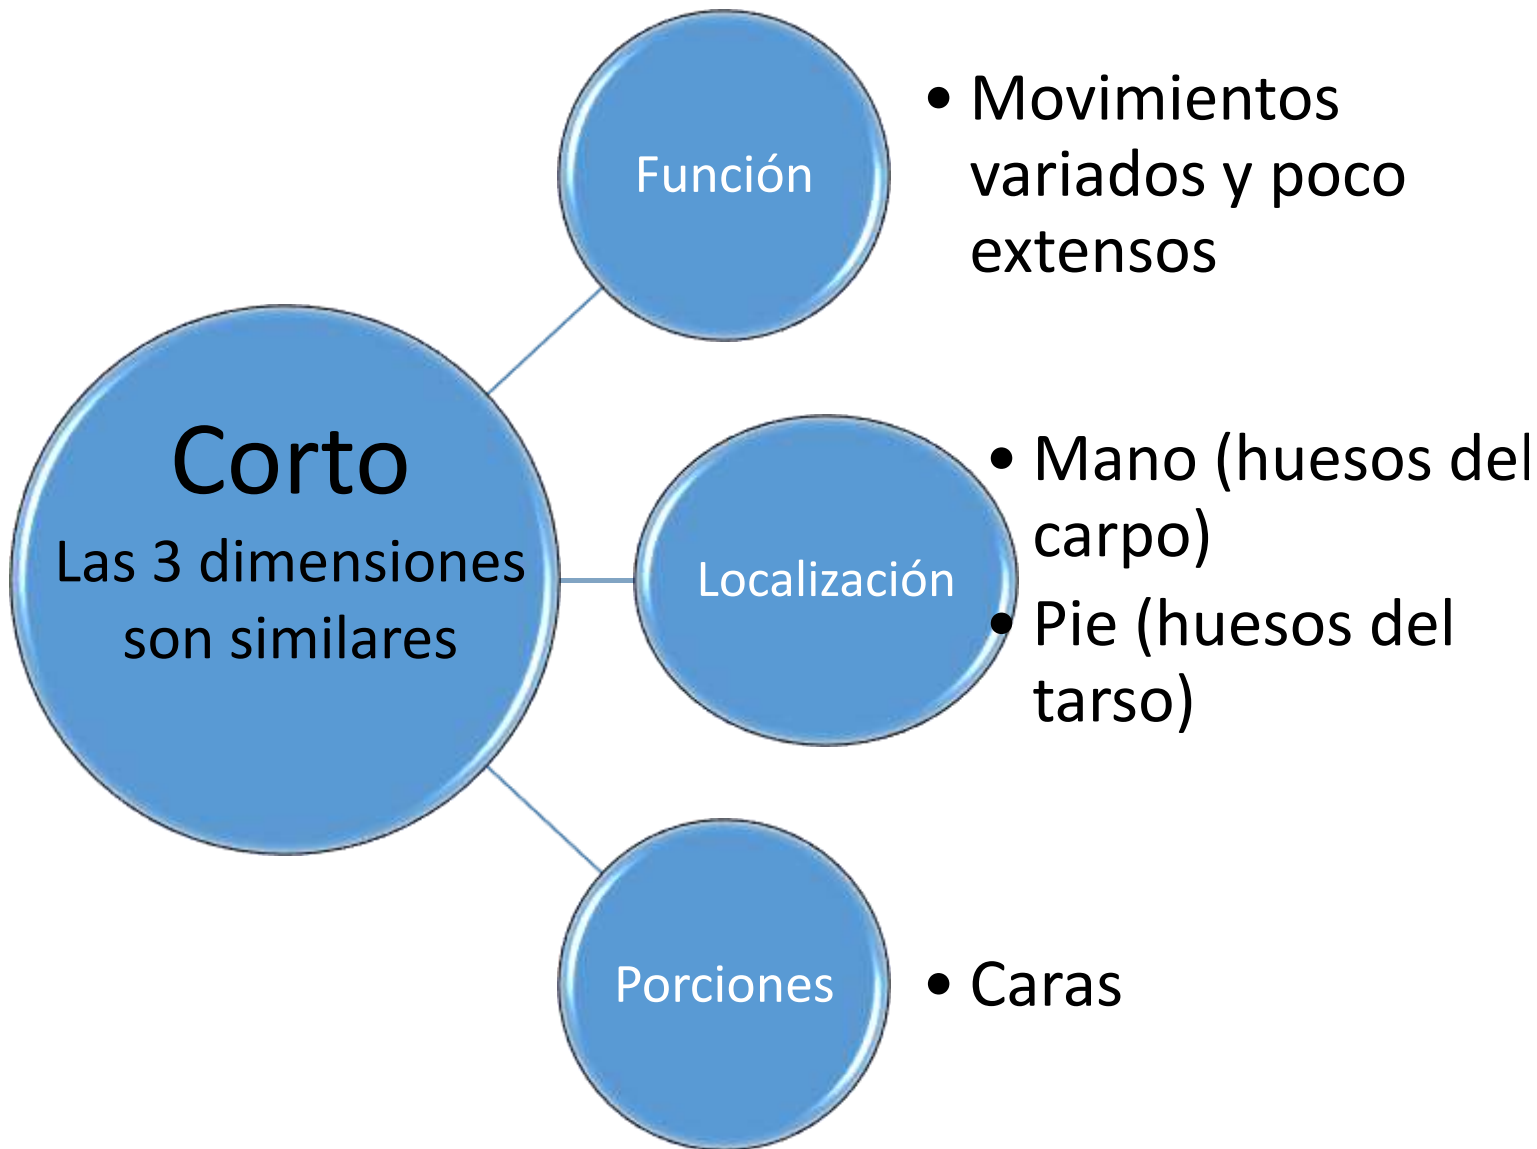 Corto
Las 3 dimensiones
son similares
Función
• Movimientos
variados y poco
extensos
Localización
• Mano (huesos del
carpo)
• Pie (huesos del
tarso)
Porciones
• Caras